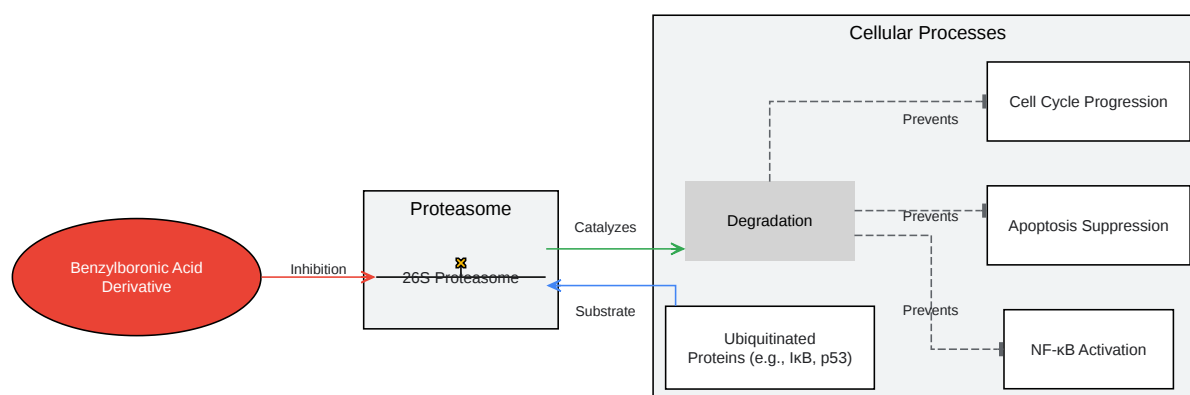 Cellular Processes
Cell Cycle Progression
Prevents
Proteasome
Degradation
Prevents
Apoptosis Suppression
Catalyzes
Benzylboronic Acid
Derivative
Inhibition
26S Proteasome
Substrate
Prevents
Ubiquitinated
Proteins (e.g., IκB, p53)
NF-κB Activation